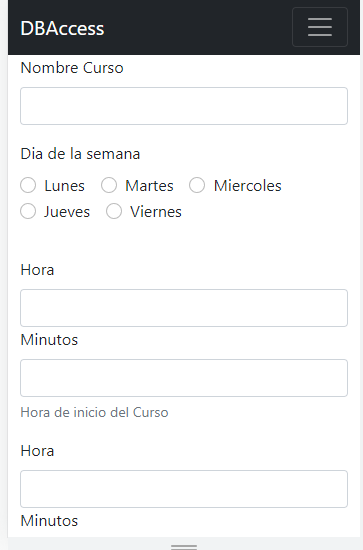 DBAccess
Nombre Curso
Dia de la semana
Lunes Martes Miercoles
Jueves Viernes
Hora
Minutos
Hora de inicio del Curso
Hora
Minutos